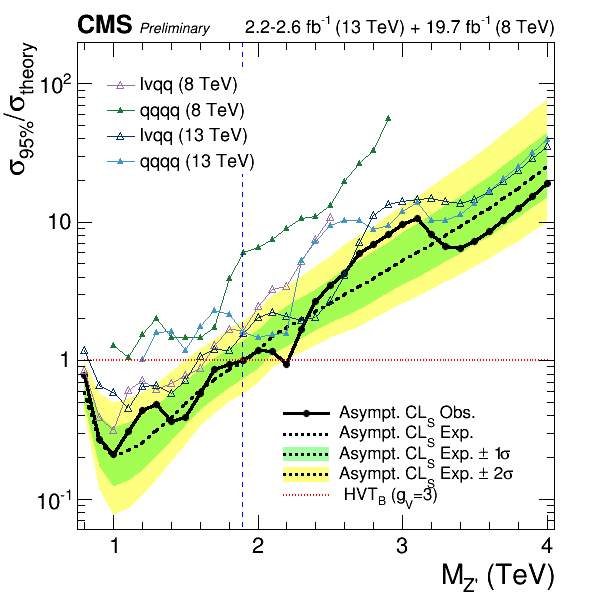 CMS Preliminary 2.2-2.6 fb⁻¹ (13 TeV) + 19.7 fb⁻¹ (8 TeV)
σ95%/σtheory
10²
10
1
10⁻¹
lvqq (8 TeV)
qqqq (8 TeV)
lvqq (13 TeV)
qqqq (13 TeV)
Asympt. CLS Obs.
Asympt. CLS Exp.
Asympt. CLS Exp. ± 1σ
Asympt. CLS Exp. ± 2σ
HVTB (gV=3)
1 2 3 4
MZ' (TeV)